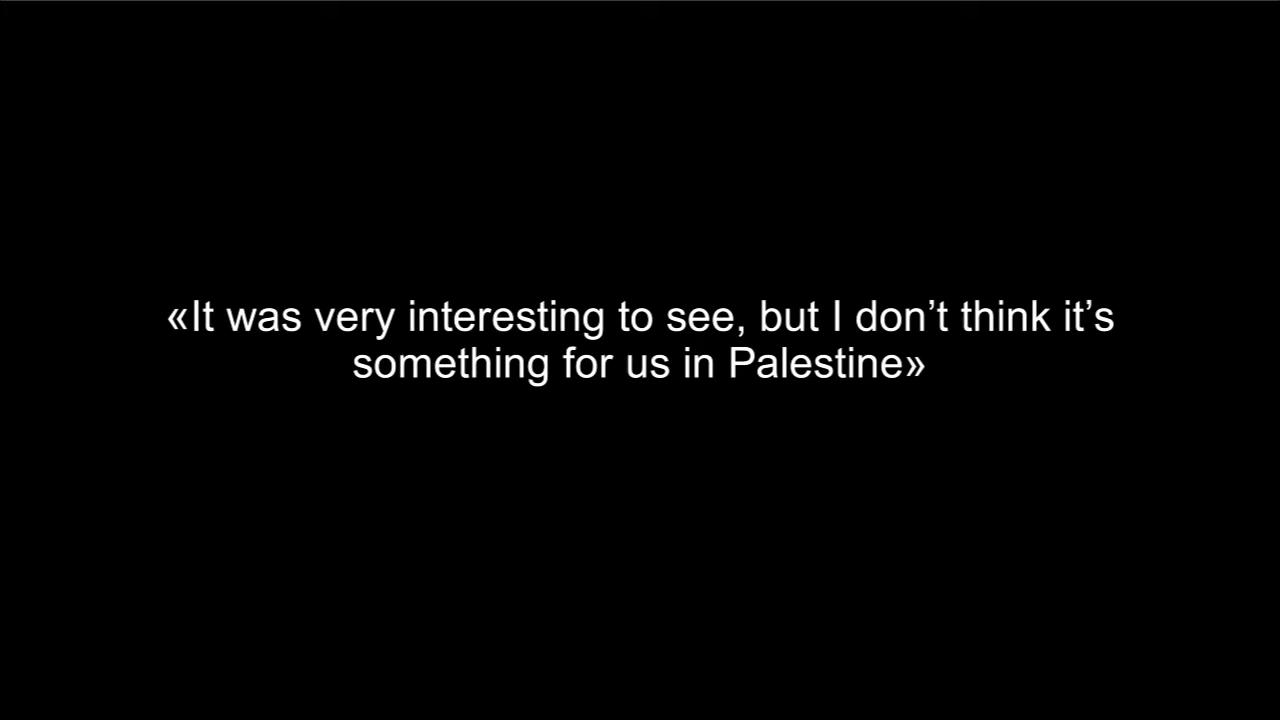 «It was very interesting to see, but I don’t think it’s
something for us in Palestine»